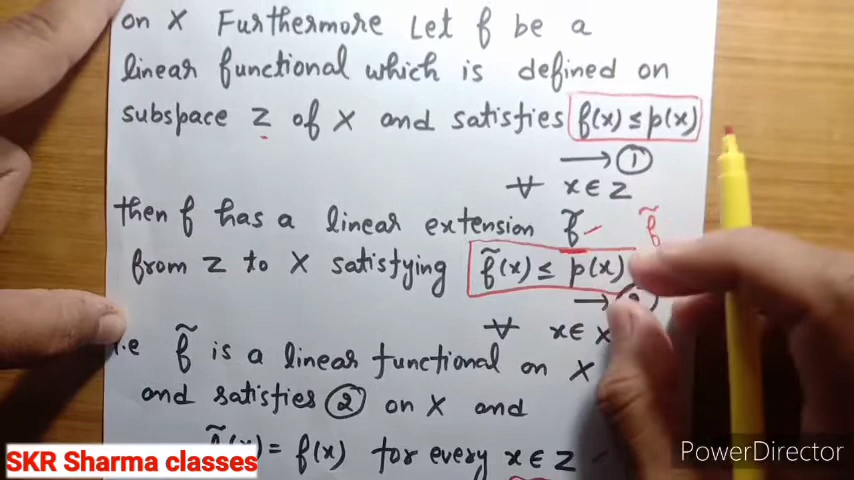 on X Furthermore Let f be a
linear functional which is defined on
subspace Z of X and satisfies f(x) ≤ p(x)
→ ①
∀ x ∈ Z
then f has a linear extension f̃ f̃
from Z to X satisfying f̃(x) ≤ p(x)
→
∀ x ∈ X
i.e f̃ is a linear functional on X
and satisfies ② on X and
f̃(x) = f(x) for every x ∈ Z
SKR Sharma classes
PowerDirector